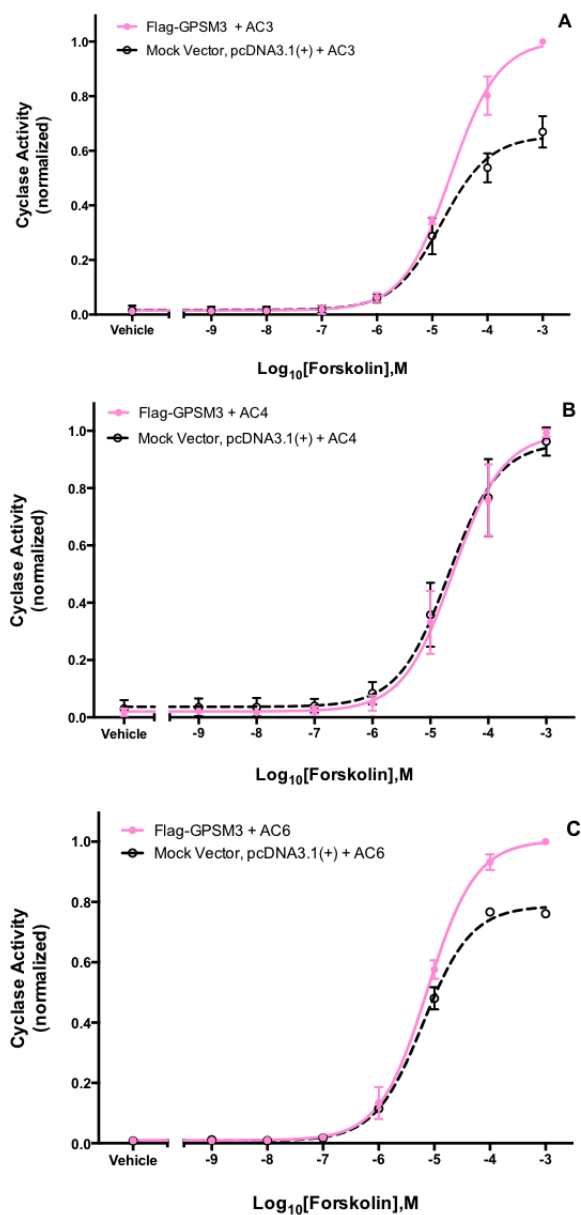 A
Flag-GPSM3 + AC3
Mock Vector, pcDNA3.1(+) + AC3
Cyclase Activity
(normalized)
1.0
0.8
0.6
0.4
0.2
0.0
Vehicle -9 -8 -7 -6 -5 -4 -3
Log10[Forskolin],M
B
Flag-GPSM3 + AC4
Mock Vector, pcDNA3.1(+) + AC4
Cyclase Activity
(normalized)
1.0
0.8
0.6
0.4
0.2
0.0
Vehicle -9 -8 -7 -6 -5 -4 -3
Log10[Forskolin],M
C
Flag-GPSM3 + AC6
Mock Vector, pcDNA3.1(+) + AC6
Cyclase Activity
(normalized)
1.0
0.8
0.6
0.4
0.2
0.0
Vehicle -9 -8 -7 -6 -5 -4 -3
Log10[Forskolin],M